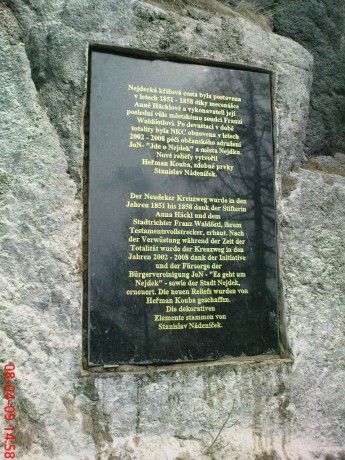 Nejdecká křížová cesta byla postavena
v letech 1851 - 1858 díky mecenášce
Anně Häcklové a vykonavateli její
poslední vůle městskému soudci Franzi
Waldöstlovi. Po devastaci v době
totality byla NKC obnovena v letech
2002 - 2008 péčí občanského sdružení
JoN- "Jde o Nejdek" a města Nejdku.
Nové reliéfy vytvořil
Heřman Kouba, zdobné prvky
Stanislav Nádeníček.
Der Neudeker Kreuzweg wurde in den
Jahren 1851 bis 1858 dank der Stifterin
Anna Häckl und dem
Stadtrichter Franz Waldöstl, ihrem
Testamentsvollstrecker, erbaut. Nach
der Verwüstung während der Zeit der
Totalität wurde der Kreuzweg in den
Jahren 2002 - 2008 dank der Initiative
und der Fürsorge der
Bürgervereinigung JoN - "Es geht um
Nejdek" - sowie der Stadt Nejdek,
erneuert. Die neuen Reliefs wurden von
Heřman Kouba geschaffen.
Die dekorativen
Elemente stammen von
Stanislav Nádeníček.
08-04-09 14:58